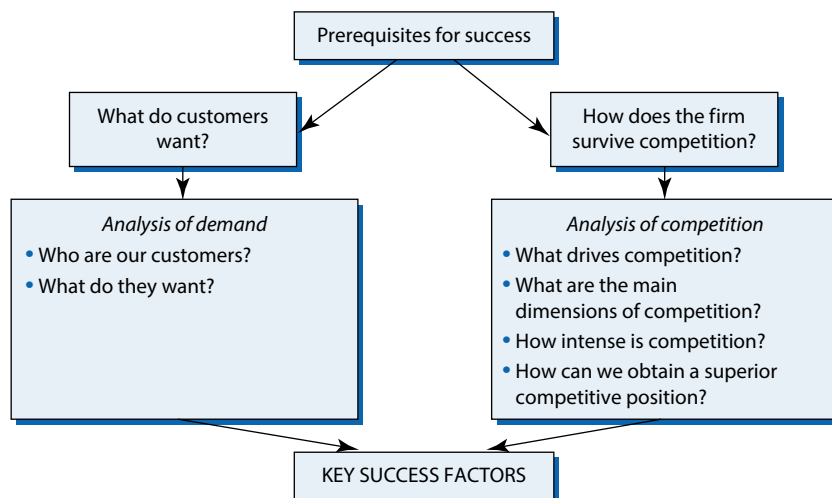 Prerequisites for success
What do customers
want?
How does the firm
survive competition?
Analysis of demand
• Who are our customers?
• What do they want?
Analysis of competition
• What drives competition?
• What are the main
dimensions of competition?
• How intense is competition?
• How can we obtain a superior
competitive position?
KEY SUCCESS FACTORS